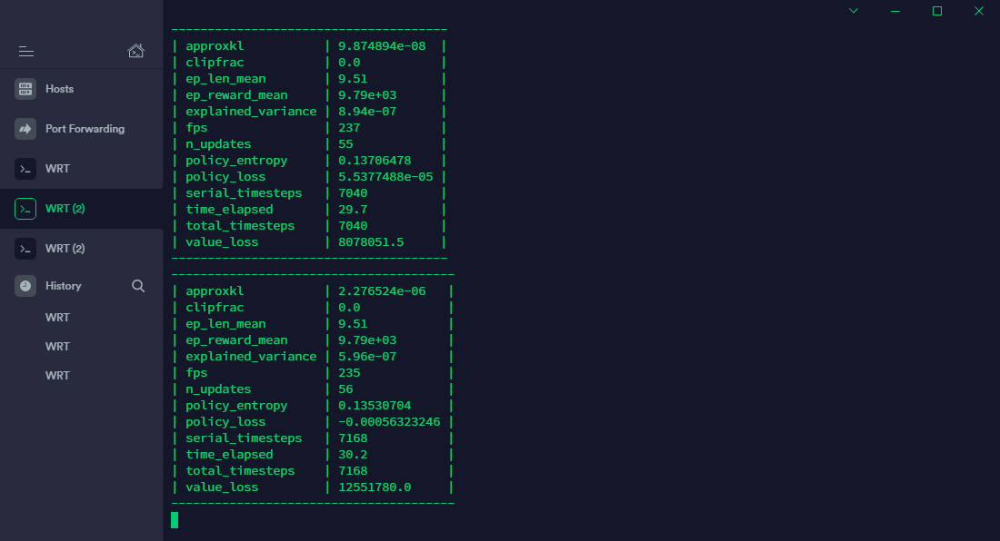 Hosts
Port Forwarding
WRT
WRT (2)
WRT (2)
History
WRT
WRT
WRT
--------------------------------------
| approxkl           | 9.874894e-08  |
| clipfrac           | 0.0           |
| ep_len_mean        | 9.51          |
| ep_reward_mean     | 9.79e+03      |
| explained_variance | 8.94e-07      |
| fps                | 237           |
| n_updates          | 55            |
| policy_entropy     | 0.13706478    |
| policy_loss        | 5.5377488e-05 |
| serial_timesteps   | 7040          |
| time_elapsed       | 29.7          |
| total_timesteps    | 7040          |
| value_loss         | 8078051.5     |
--------------------------------------
---------------------------------------
| approxkl           | 2.276524e-06   |
| clipfrac           | 0.0            |
| ep_len_mean        | 9.51           |
| ep_reward_mean     | 9.79e+03       |
| explained_variance | 5.96e-07       |
| fps                | 235            |
| n_updates          | 56             |
| policy_entropy     | 0.13530704     |
| policy_loss        | -0.00056323246 |
| serial_timesteps   | 7168           |
| time_elapsed       | 30.2           |
| total_timesteps    | 7168           |
| value_loss         | 12551780.0     |
---------------------------------------